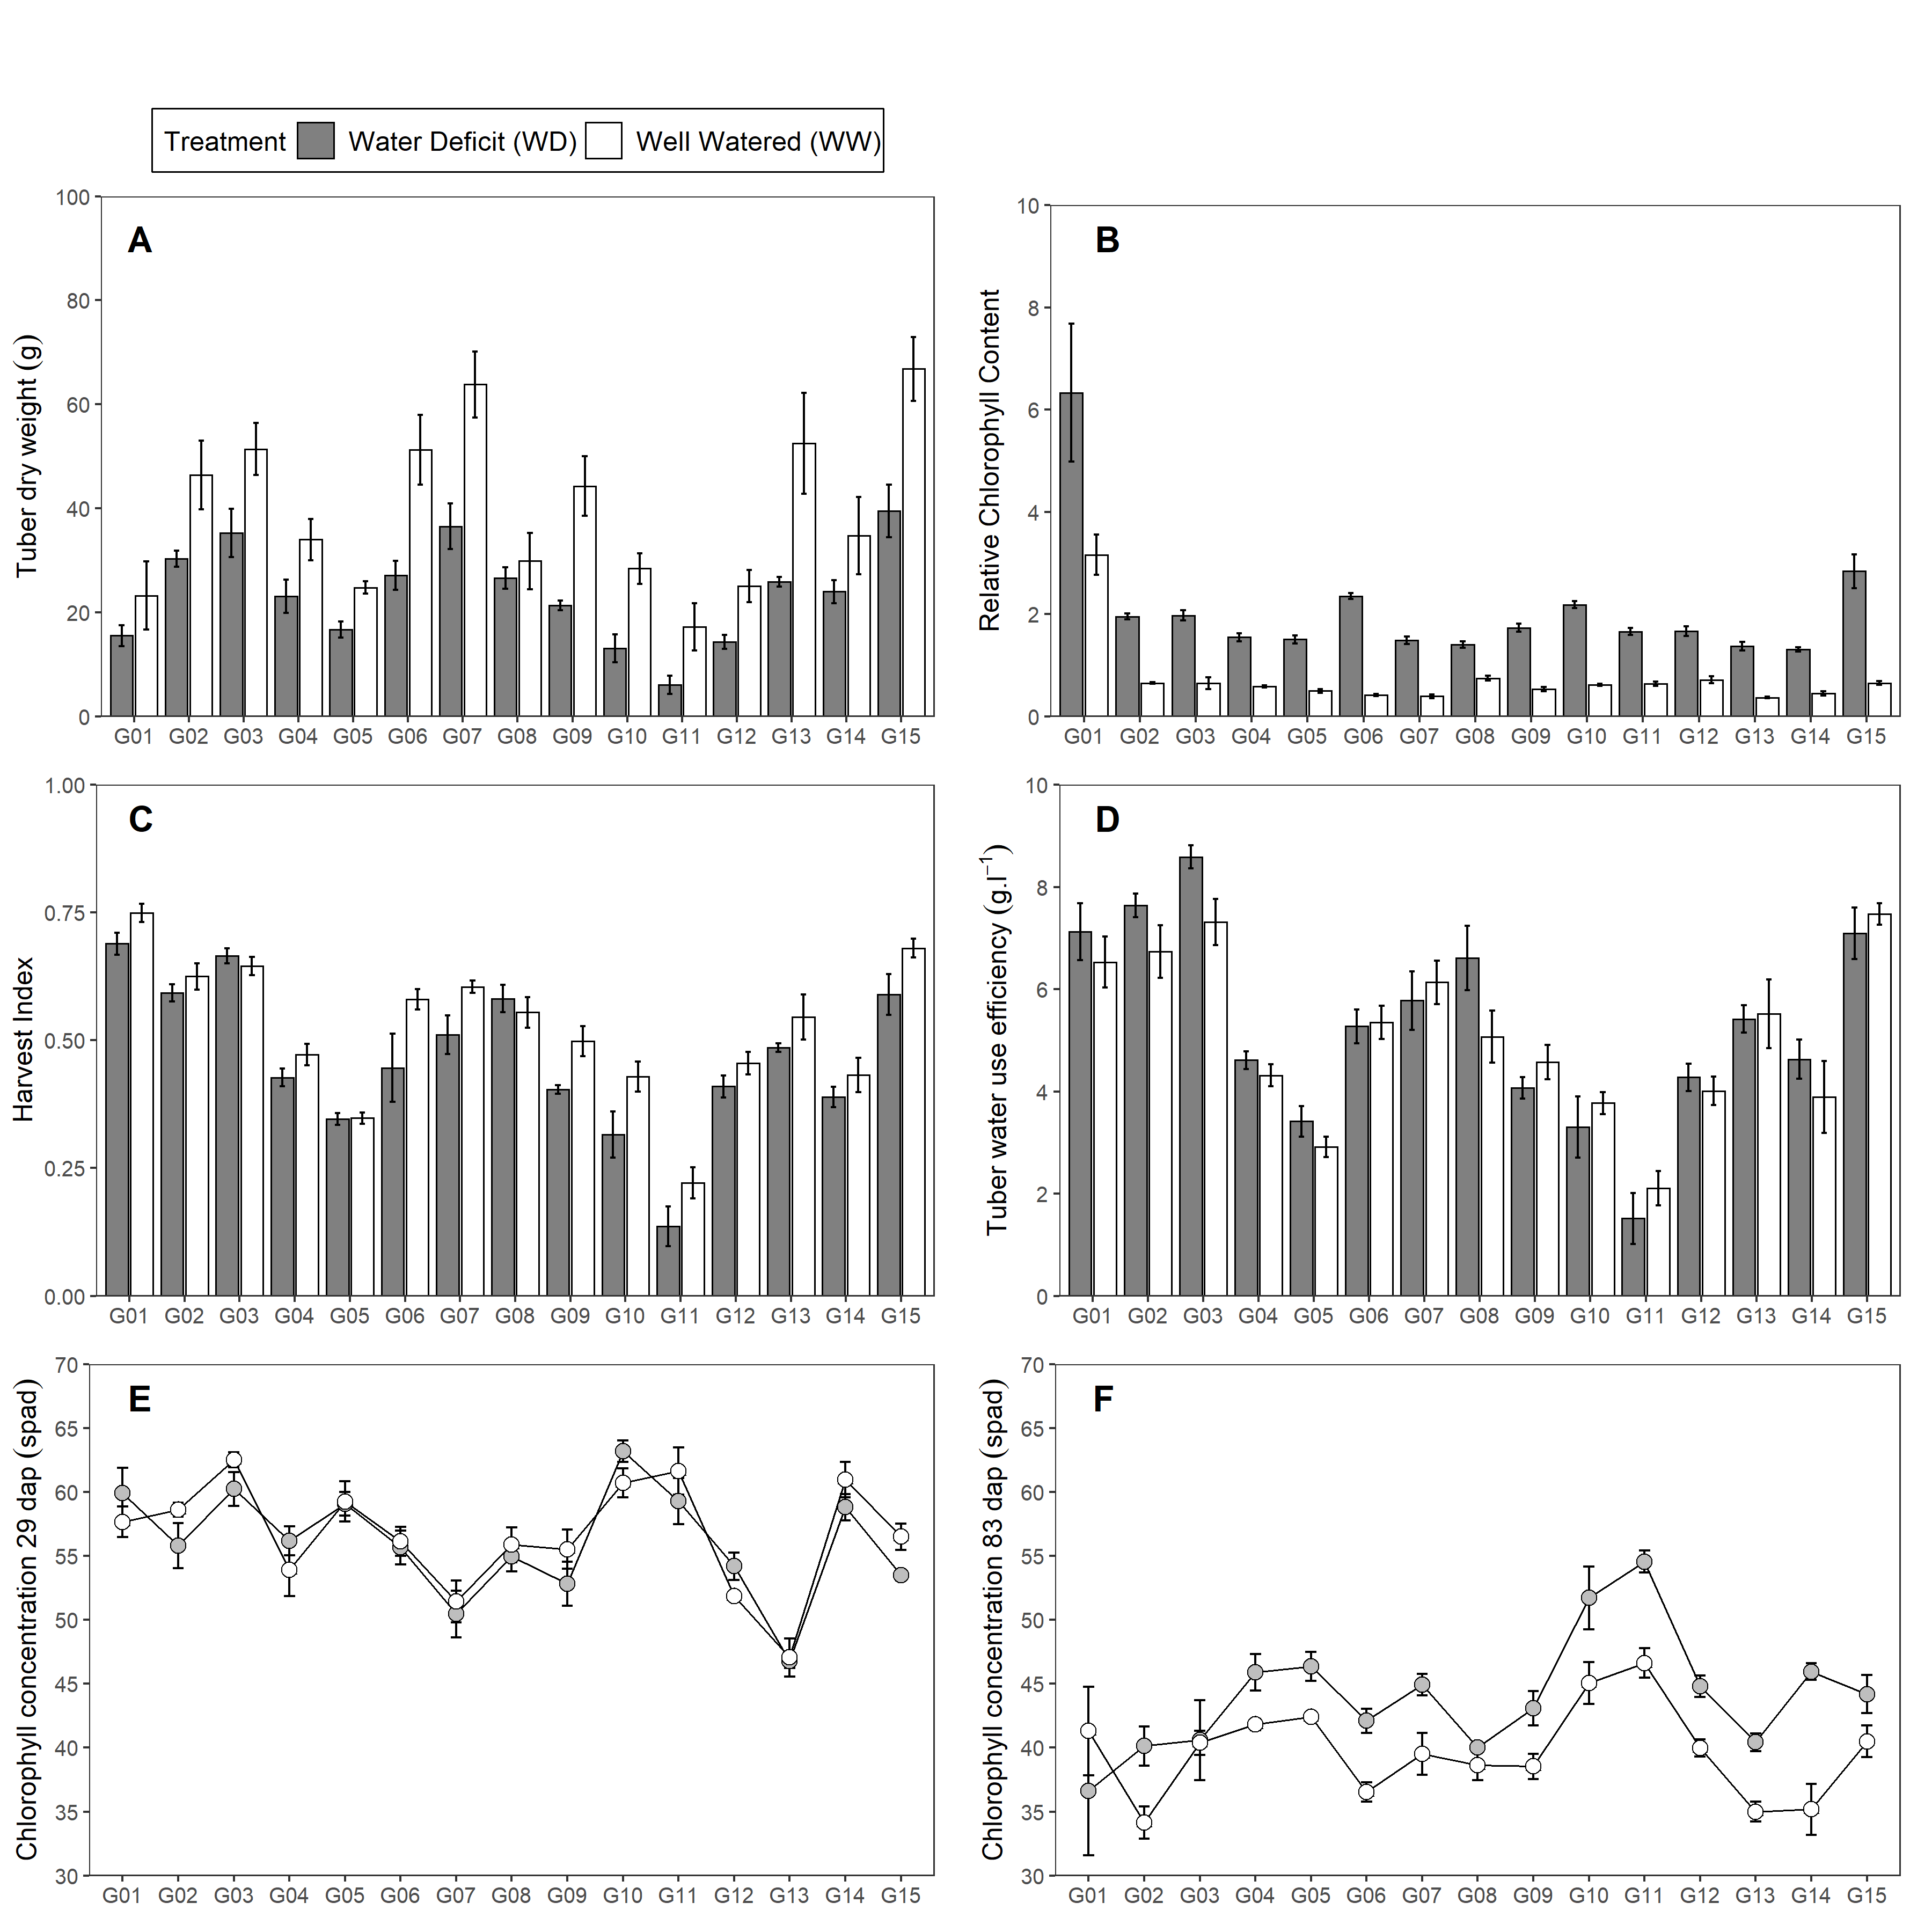 Treatment Water Deficit (WD) Well Watered (WW)
A
Tuber dry weight (g)
100
80
60
40
20
0
G01 G02 G03 G04 G05 G06 G07 G08 G09 G10 G11 G12 G13 G14 G15
B
Relative Chlorophyll Content
10
8
6
4
2
0
G01 G02 G03 G04 G05 G06 G07 G08 G09 G10 G11 G12 G13 G14 G15
C
Harvest Index
1.00
0.75
0.50
0.25
0.00
G01 G02 G03 G04 G05 G06 G07 G08 G09 G10 G11 G12 G13 G14 G15
D
Tuber water use efficiency (g.l⁻¹)
10
8
6
4
2
0
G01 G02 G03 G04 G05 G06 G07 G08 G09 G10 G11 G12 G13 G14 G15
E
Chlorophyll concentration 29 dap (spad)
70
65
60
55
50
45
40
35
30
G01 G02 G03 G04 G05 G06 G07 G08 G09 G10 G11 G12 G13 G14 G15
F
Chlorophyll concentration 83 dap (spad)
70
65
60
55
50
45
40
35
30
G01 G02 G03 G04 G05 G06 G07 G08 G09 G10 G11 G12 G13 G14 G15